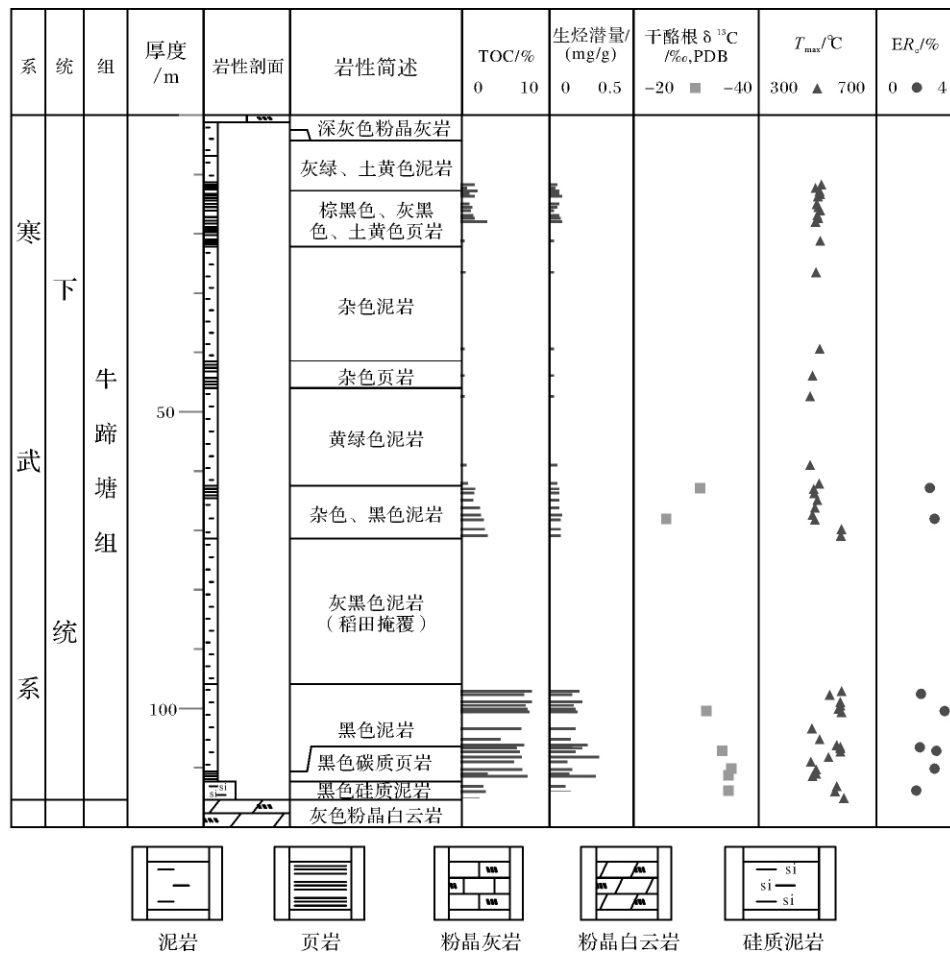 系
统
组
厚度
/m
岩性剖面
岩性简述
TOC/%
0 10
生烃潜量/
(mg/g)
0 0.5
干酪根 δ ¹³C
/‰,PDB
−20 −40
Tmax/℃
300 700
ERo/%
0 4
寒
武
系
下
统
牛
蹄
塘
组
50
100
深灰色粉晶灰岩
灰绿、土黄色泥岩
棕黑色、灰黑
色、土黄色页岩
杂色泥岩
杂色页岩
黄绿色泥岩
杂色、黑色泥岩
灰黑色泥岩
(稻田掩覆)
黑色泥岩
黑色碳质页岩
黑色硅质泥岩
灰色粉晶白云岩
si si
si
si
si
si
泥岩
页岩
粉晶灰岩
粉晶白云岩
硅质泥岩